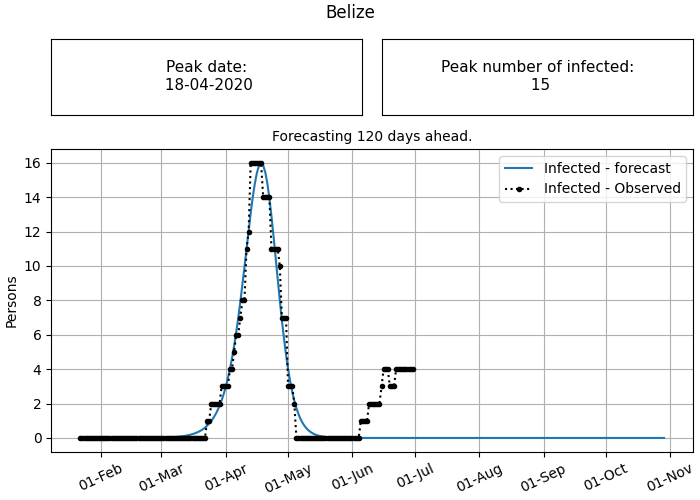 Belize
Peak date:
18-04-2020
Peak number of infected:
15
Forecasting 120 days ahead.
Infected - forecast
Infected - Observed
Persons
16
14
12
10
8
6
4
2
0
01-Feb
01-Mar
01-Apr
01-May
01-Jun
01-Jul
01-Aug
01-Sep
01-Oct
01-Nov